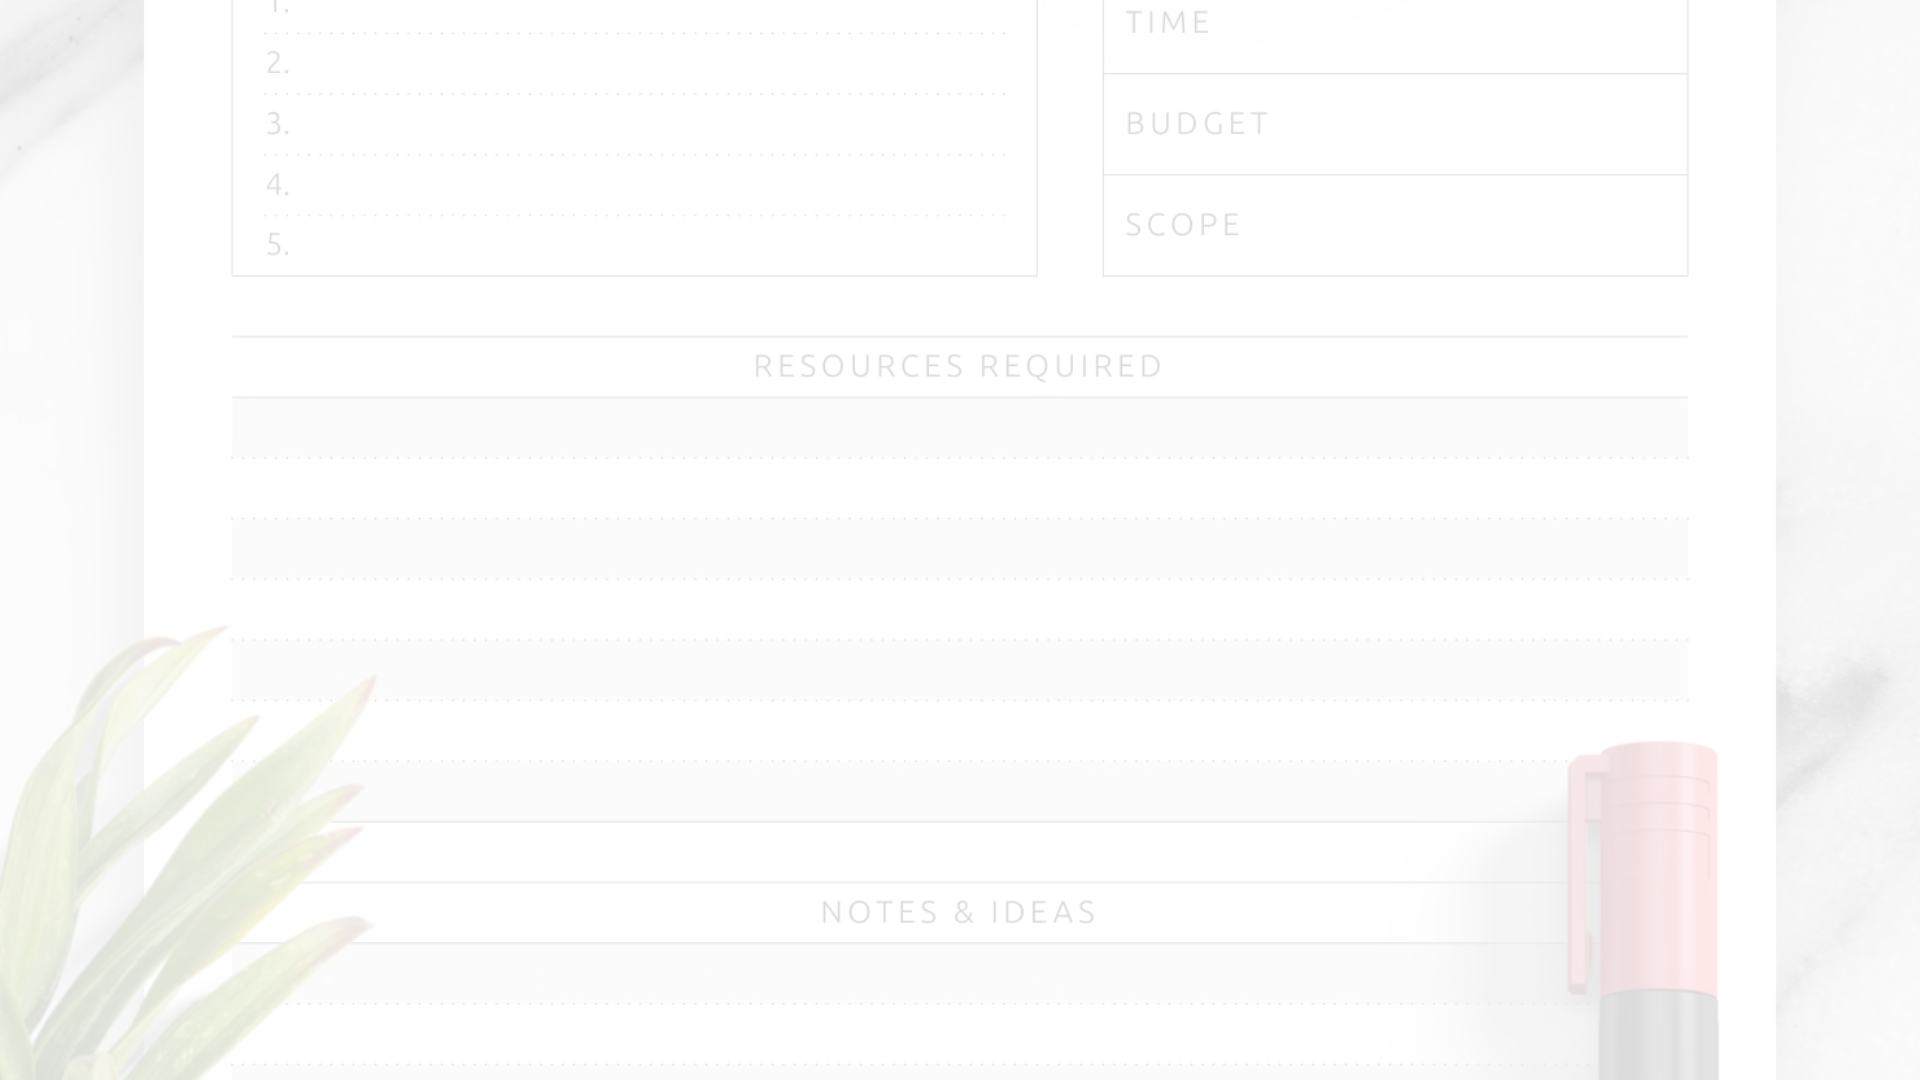 1.
TIME
2.
BUDGET
3.
4.
SCOPE
5.
RESOURCES REQUIRED
NOTES & IDEAS